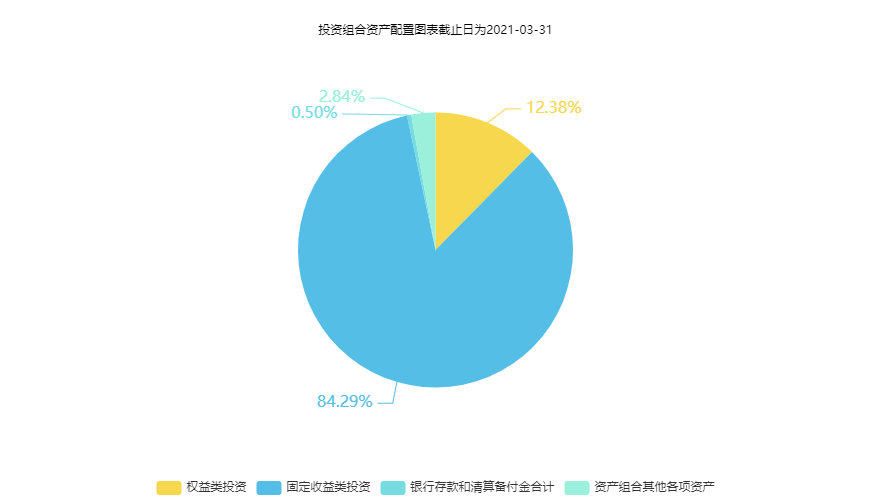 投资组合资产配置图表截止日为2021-03-31
2.84%
0.50%
12.38%
84.29%
权益类投资 固定收益类投资 银行存款和清算备付金合计 资产组合其他各项资产